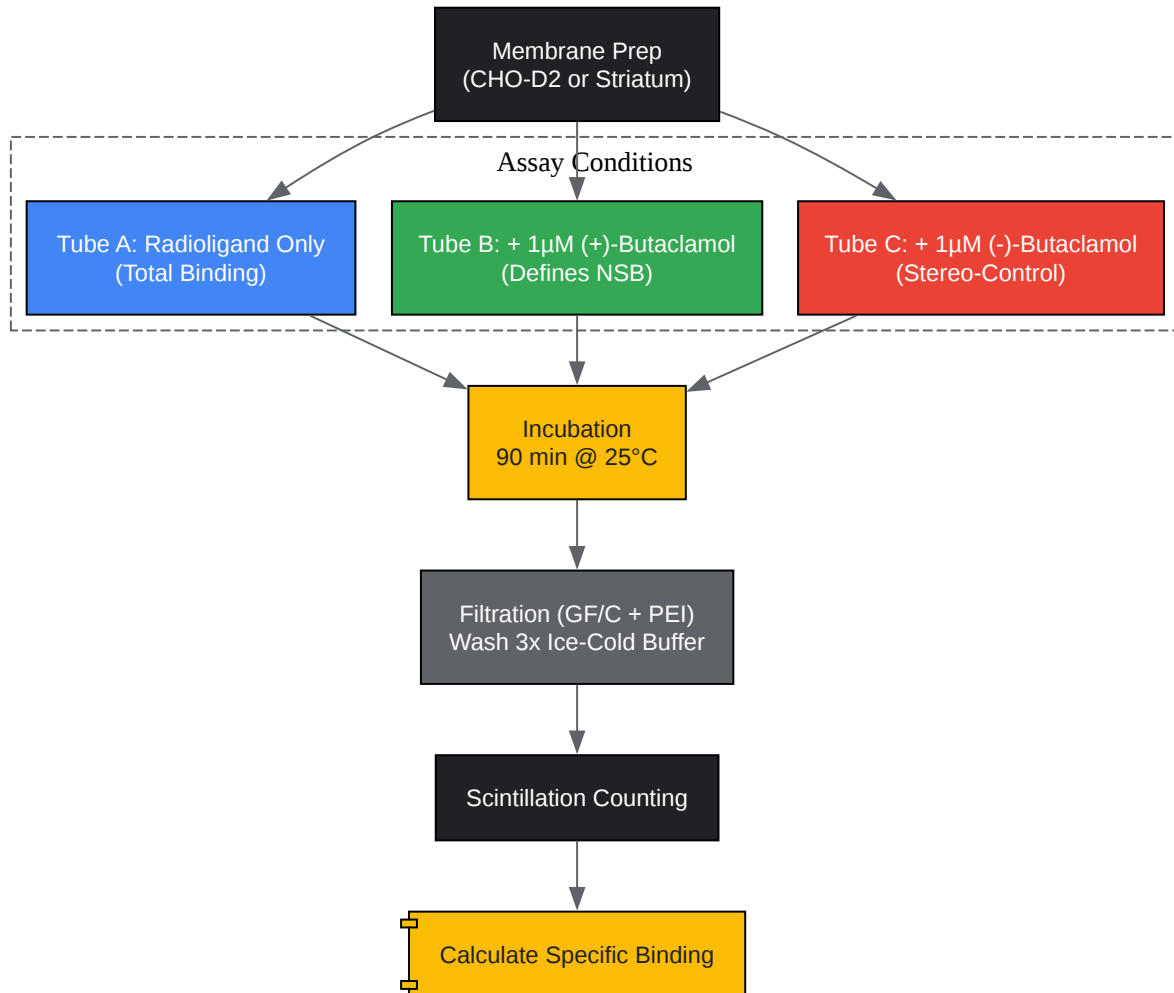 Membrane Prep
(CHO-D2 or Striatum)
Assay Conditions
Tube A: Radioligand Only
(Total Binding)
Tube B: + 1µM (+)-Butaclamol
(Defines NSB)
Tube C: + 1µM (-)-Butaclamol
(Stereo-Control)
Incubation
90 min @ 25°C
Filtration (GF/C + PEI)
Wash 3x Ice-Cold Buffer
Scintillation Counting
Calculate Specific Binding